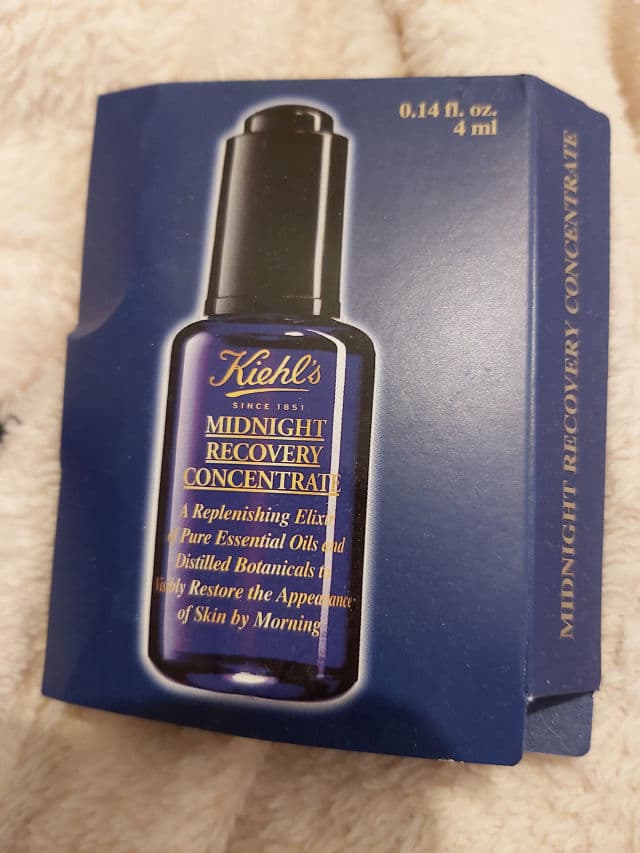 0.14 fl. oz.
4 ml
Kiehl's
SINCE 1851
MIDNIGHT
RECOVERY
CONCENTRATE
A Replenishing Elixir
of Pure Essential Oils and
Distilled Botanicals to
Visibly Restore the Appearance
of Skin by Morning
MIDNIGHT RECOVERY CONCENTRATE